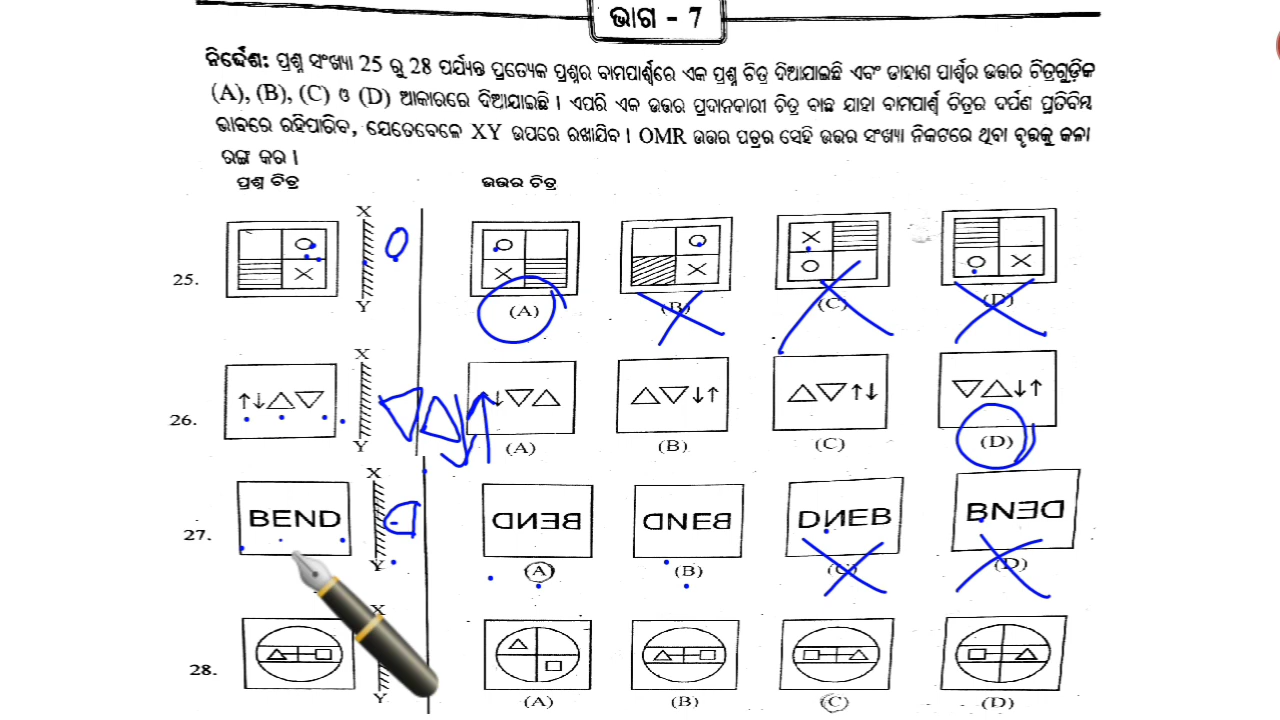 ଭାଗ - 7
ନିର୍ଦ୍ଦେଶ: ପ୍ରଶ୍ନ ସଂଖ୍ୟା 25 ରୁ 28 ପର୍ଯ୍ୟନ୍ତ ପ୍ରତ୍ୟେକ ପ୍ରଶ୍ନର ବାମପାର୍ଶ୍ବରେ ଏକ ପ୍ରଶ୍ନ ଚିତ୍ର ଦିଆଯାଇଛି ଏବଂ ଡାହାଣ ପାର୍ଶ୍ବର ଉତ୍ତର ଚିତ୍ରଗୁଡ଼ିକ
(A), (B), (C) ଓ (D) ଆକାରରେ ଦିଆଯାଇଛି । ଏପରି ଏକ ଉତ୍ତର ପ୍ରଦାନକାରୀ ଚିତ୍ର ବାଛ ଯାହା ବାମପାର୍ଶ୍ଵ ଚିତ୍ରର ଦର୍ପଣ ପ୍ରତିବିମ୍ବ
ଭାବରେ ରହିପାରିବ, ଯେତେବେଳେ XY ଉପରେ ରଖାଯିବ । OMR ଉତ୍ତର ପତ୍ରର ସେହି ଉତ୍ତର ସଂଖ୍ୟା ନିକଟରେ ଥିବା ବୃତ୍ତକୁ କଳା
ରଙ୍ଗ କର ।
ପ୍ରଶ୍ନ ଚିତ୍ର ଉତ୍ତର ଚିତ୍ର
X
25.
Y (A) (B) (C) (D)
X
26.
Y (A) (B) (C) (D)
X
27. BEND
Y (A) (B) (C) (D)
X
28.
Y (A) (B) (C) (D)